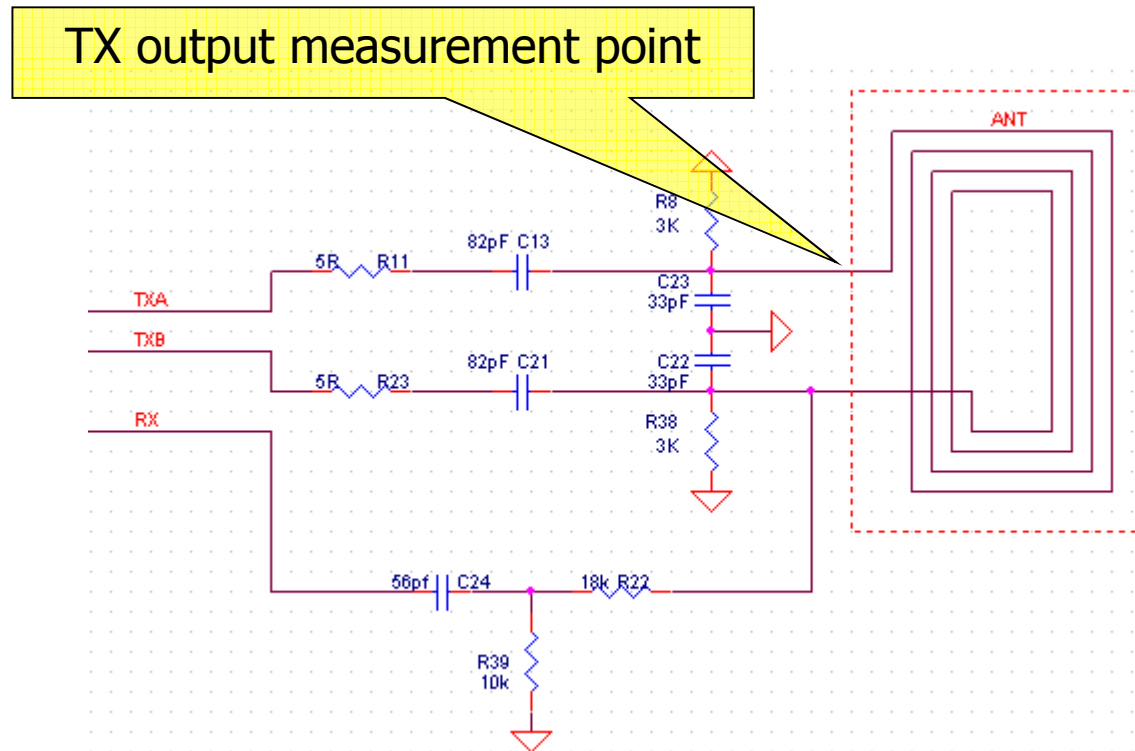 TX output measurement point
ANT
R8
3K
82pF C13
5R R11
C23
33pF
TXA
TXB
82pF C21
C22
33pF
5R R23
RX
R38
3K
56pf C24
18k R22
R39
10k